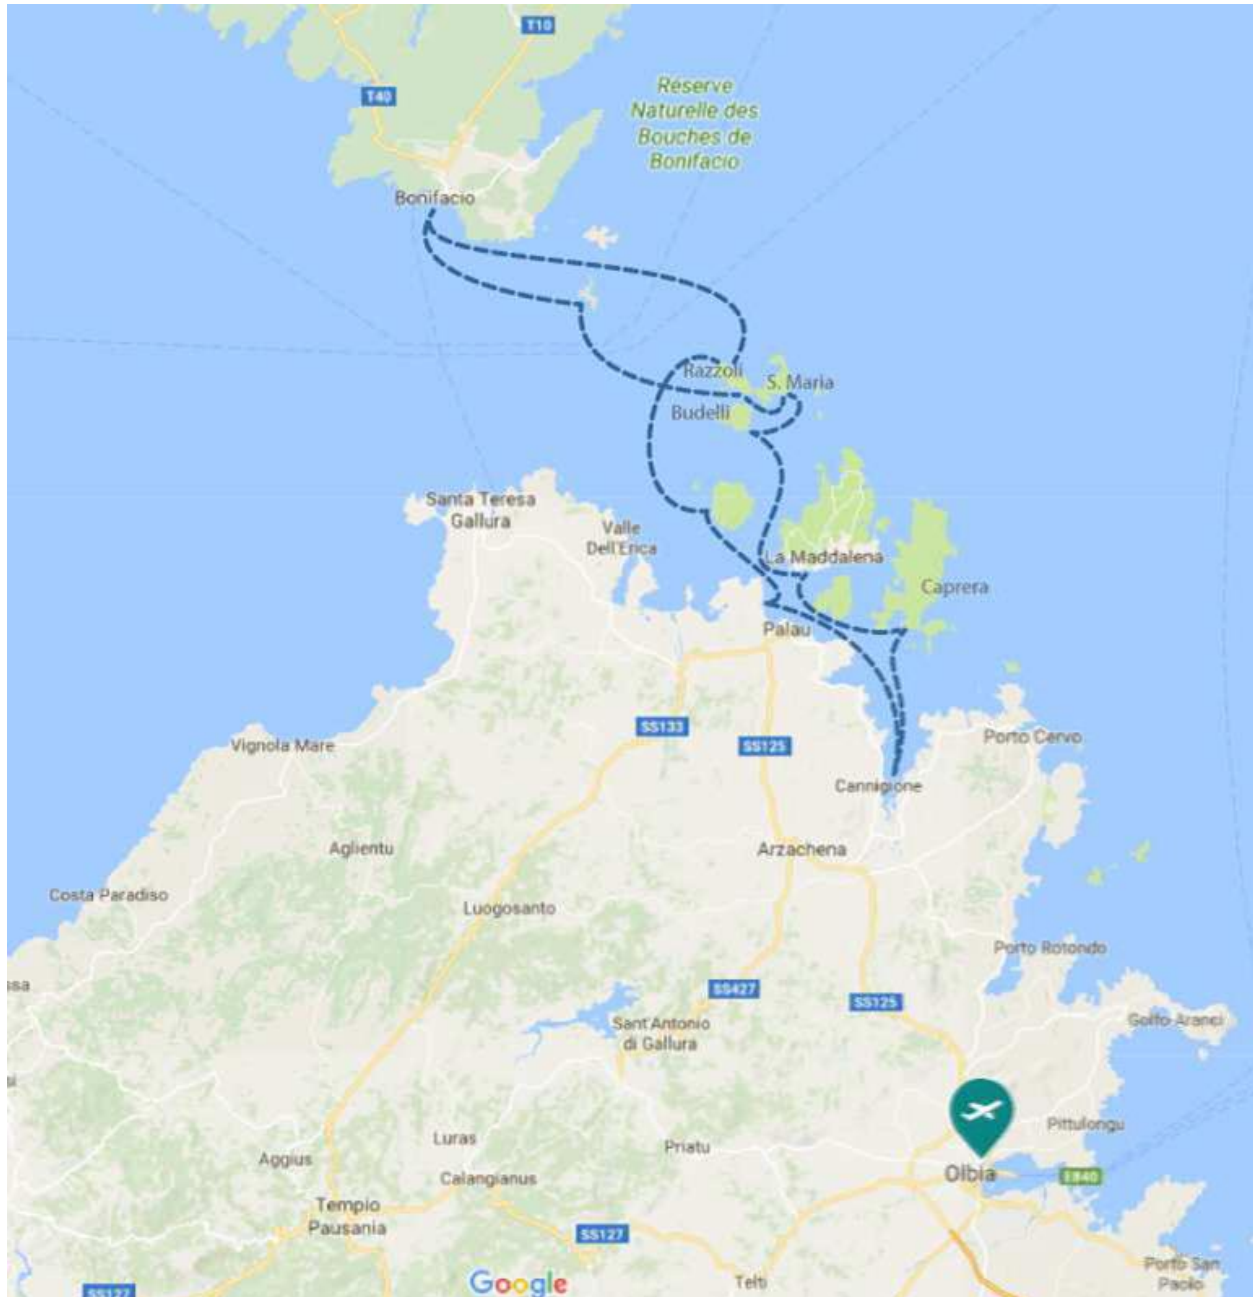 T10
Réserve
Naturelle des
Bouches de
Bonifacio
T40
Bonifacio
Razzoli
S. Maria
Budelli
Santa Teresa
Gallura
Valle
Dell'Erica
La Maddalena
Caprera
Palau
SS133
SS125
Vignola Mare
Porto Cervo
Cannigione
Aglientu
Arzachena
Costa Paradiso
Luogosanto
Porto Rotondo
ssa
SS427
SS125
Sant'Antonio
di Gallura
Golfo Aranci
ui
Pittulongu
Luras
Priatu
Aggius
Calangianus
Olbia
E840
Tempio
Pausania
SS127
Porto San
Paolo
Google
Telti
SS127